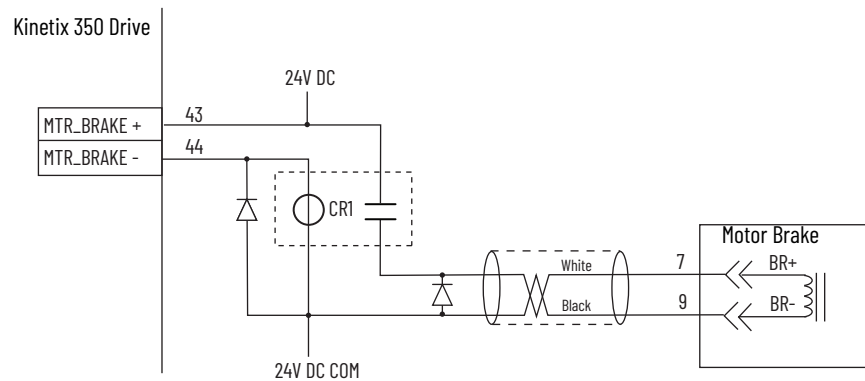 Kinetix 350 Drive
24V DC
MTR_BRAKE + 43
MTR_BRAKE - 44
CR1
Motor Brake
White 7 BR+
Black 9 BR-
24V DC COM